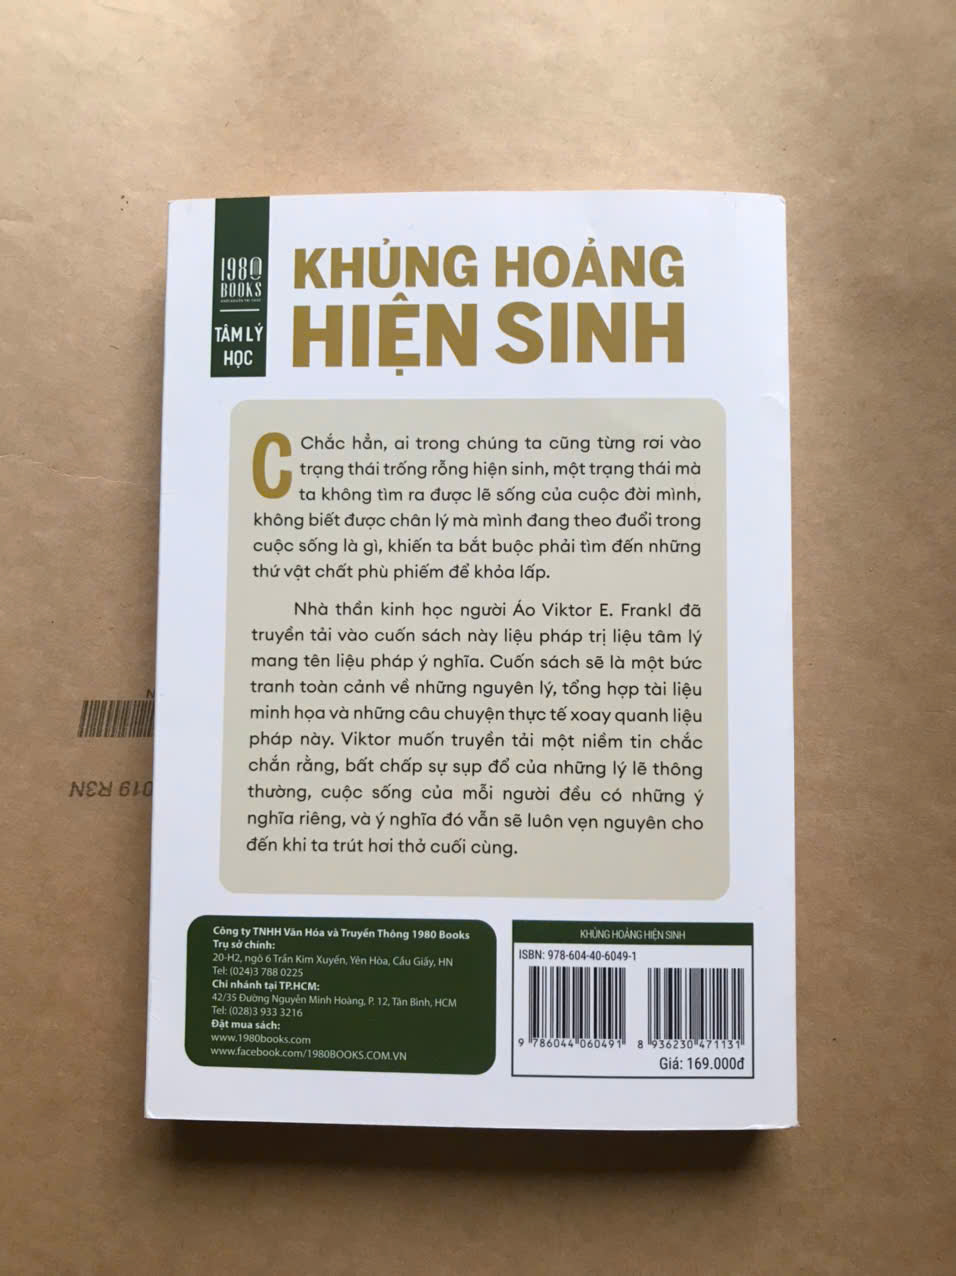 1980
BOOKS
TÂM LÝ
HỌC
KHỦNG HOẢNG
HIỆN SINH
C Chắc hẳn, ai trong chúng ta cũng từng rơi vào
trạng thái trống rỗng hiện sinh, một trạng thái mà
ta không tìm ra được lẽ sống của cuộc đời mình,
không biết được chân lý mà mình đang theo đuổi trong
cuộc sống là gì, khiến ta bắt buộc phải tìm đến những
thứ vật chất phù phiếm để khỏa lấp.
Nhà thần kinh học người Áo Viktor E. Frankl đã
truyền tải vào cuốn sách này liệu pháp trị liệu tâm lý
mang tên liệu pháp ý nghĩa. Cuốn sách sẽ là một bức
tranh toàn cảnh về những nguyên lý, tổng hợp tài liệu
minh họa và những câu chuyện thực tế xoay quanh liệu
pháp này. Viktor muốn truyền tải một niềm tin chắc
chắn rằng, bất chấp sự sụp đổ của những lý lẽ thông
thường, cuộc sống của mỗi người đều có những ý
nghĩa riêng, và ý nghĩa đó vẫn sẽ luôn vẹn nguyên cho
đến khi ta trút hơi thở cuối cùng.
Công ty TNHH Văn Hóa và Truyền Thông 1980 Books
Trụ sở chính:
20-H2, ngõ 6 Trần Kim Xuyến, Yên Hòa, Cầu Giấy, HN
Tel: (024)3 788 0225
Chi nhánh tại TP.HCM:
42/35 Đường Nguyễn Minh Hoàng, P. 12, Tân Bình, HCM
Tel: (028)3 933 3216
Đặt mua sách:
www.1980books.com
www.facebook.com/1980BOOKS.COM.VN
KHỦNG HOẢNG HIỆN SINH
ISBN: 978-604-40-6049-1
9 786044 060491 8 936230 471131
Giá: 169.000đ
N
019 R3N